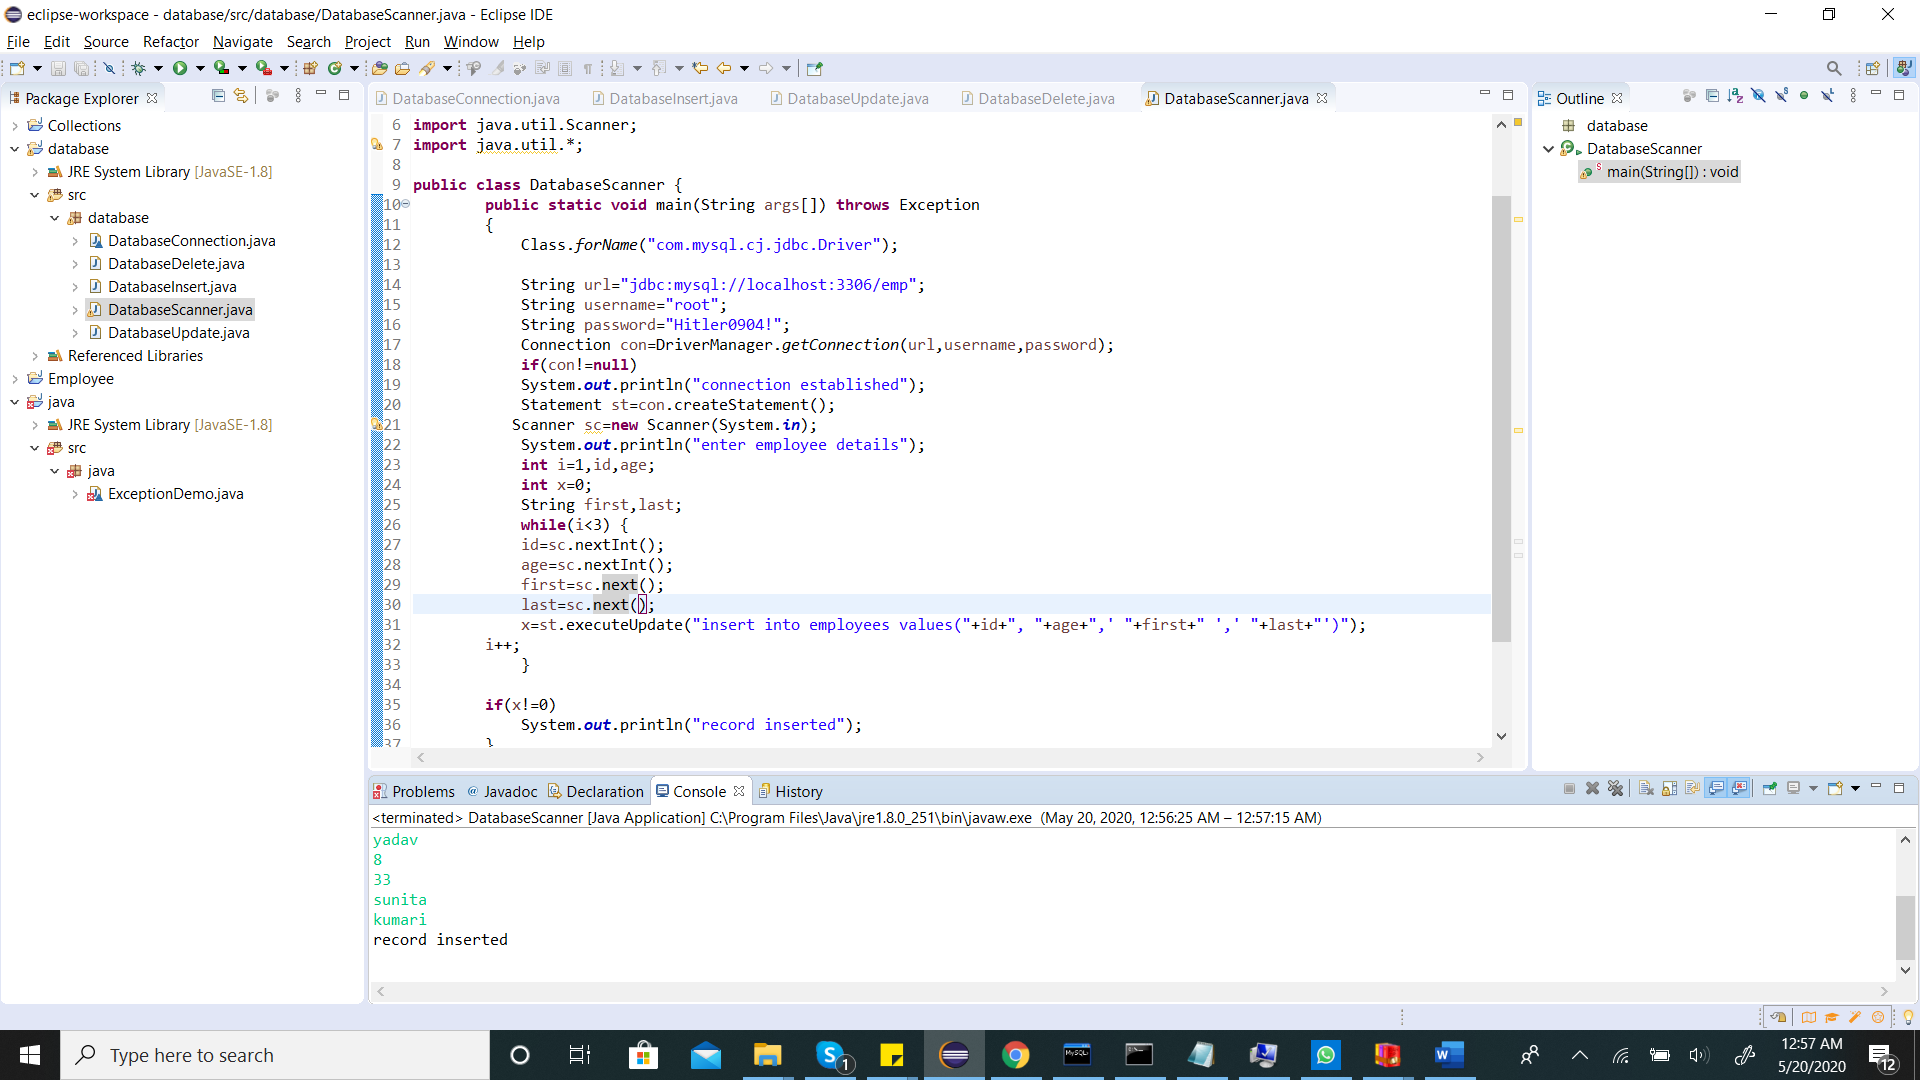 eclipse-workspace - database/src/database/DatabaseScanner.java - Eclipse IDE
File Edit Source Refactor Navigate Search Project Run Window Help
Package Explorer
Collections
database
JRE System Library [JavaSE-1.8]
src
database
DatabaseConnection.java
DatabaseDelete.java
DatabaseInsert.java
DatabaseScanner.java
DatabaseUpdate.java
Referenced Libraries
Employee
java
JRE System Library [JavaSE-1.8]
src
java
ExceptionDemo.java
DatabaseConnection.java DatabaseInsert.java DatabaseUpdate.java DatabaseDelete.java DatabaseScanner.java
6 import java.util.Scanner;
7 import java.util.*;
8
9 public class DatabaseScanner {
10 public static void main(String args[]) throws Exception
11 {
12 Class.forName("com.mysql.cj.jdbc.Driver");
13
14 String url="jdbc:mysql://localhost:3306/emp";
15 String username="root";
16 String password="Hitler0904!";
17 Connection con=DriverManager.getConnection(url,username,password);
18 if(con!=null)
19 System.out.println("connection established");
20 Statement st=con.createStatement();
21 Scanner sc=new Scanner(System.in);
22 System.out.println("enter employee details");
23 int i=1,id,age;
24 int x=0;
25 String first,last;
26 while(i<3) {
27 id=sc.nextInt();
28 age=sc.nextInt();
29 first=sc.next();
30 last=sc.next();
31 x=st.executeUpdate("insert into employees values("+id+", "+age+",' "+first+" ',' "+last+"')");
32 i++;
33 }
34
35 if(x!=0)
36 System.out.println("record inserted");
37 }
Outline
database
DatabaseScanner
main(String[]) : void
Problems @ Javadoc Declaration Console History
<terminated> DatabaseScanner [Java Application] C:\Program Files\Java\jre1.8.0_251\bin\javaw.exe (May 20, 2020, 12:56:25 AM – 12:57:15 AM)
yadav
8
33
sunita
kumari
record inserted
Type here to search
1
MySQL
12:57 AM
5/20/2020
12